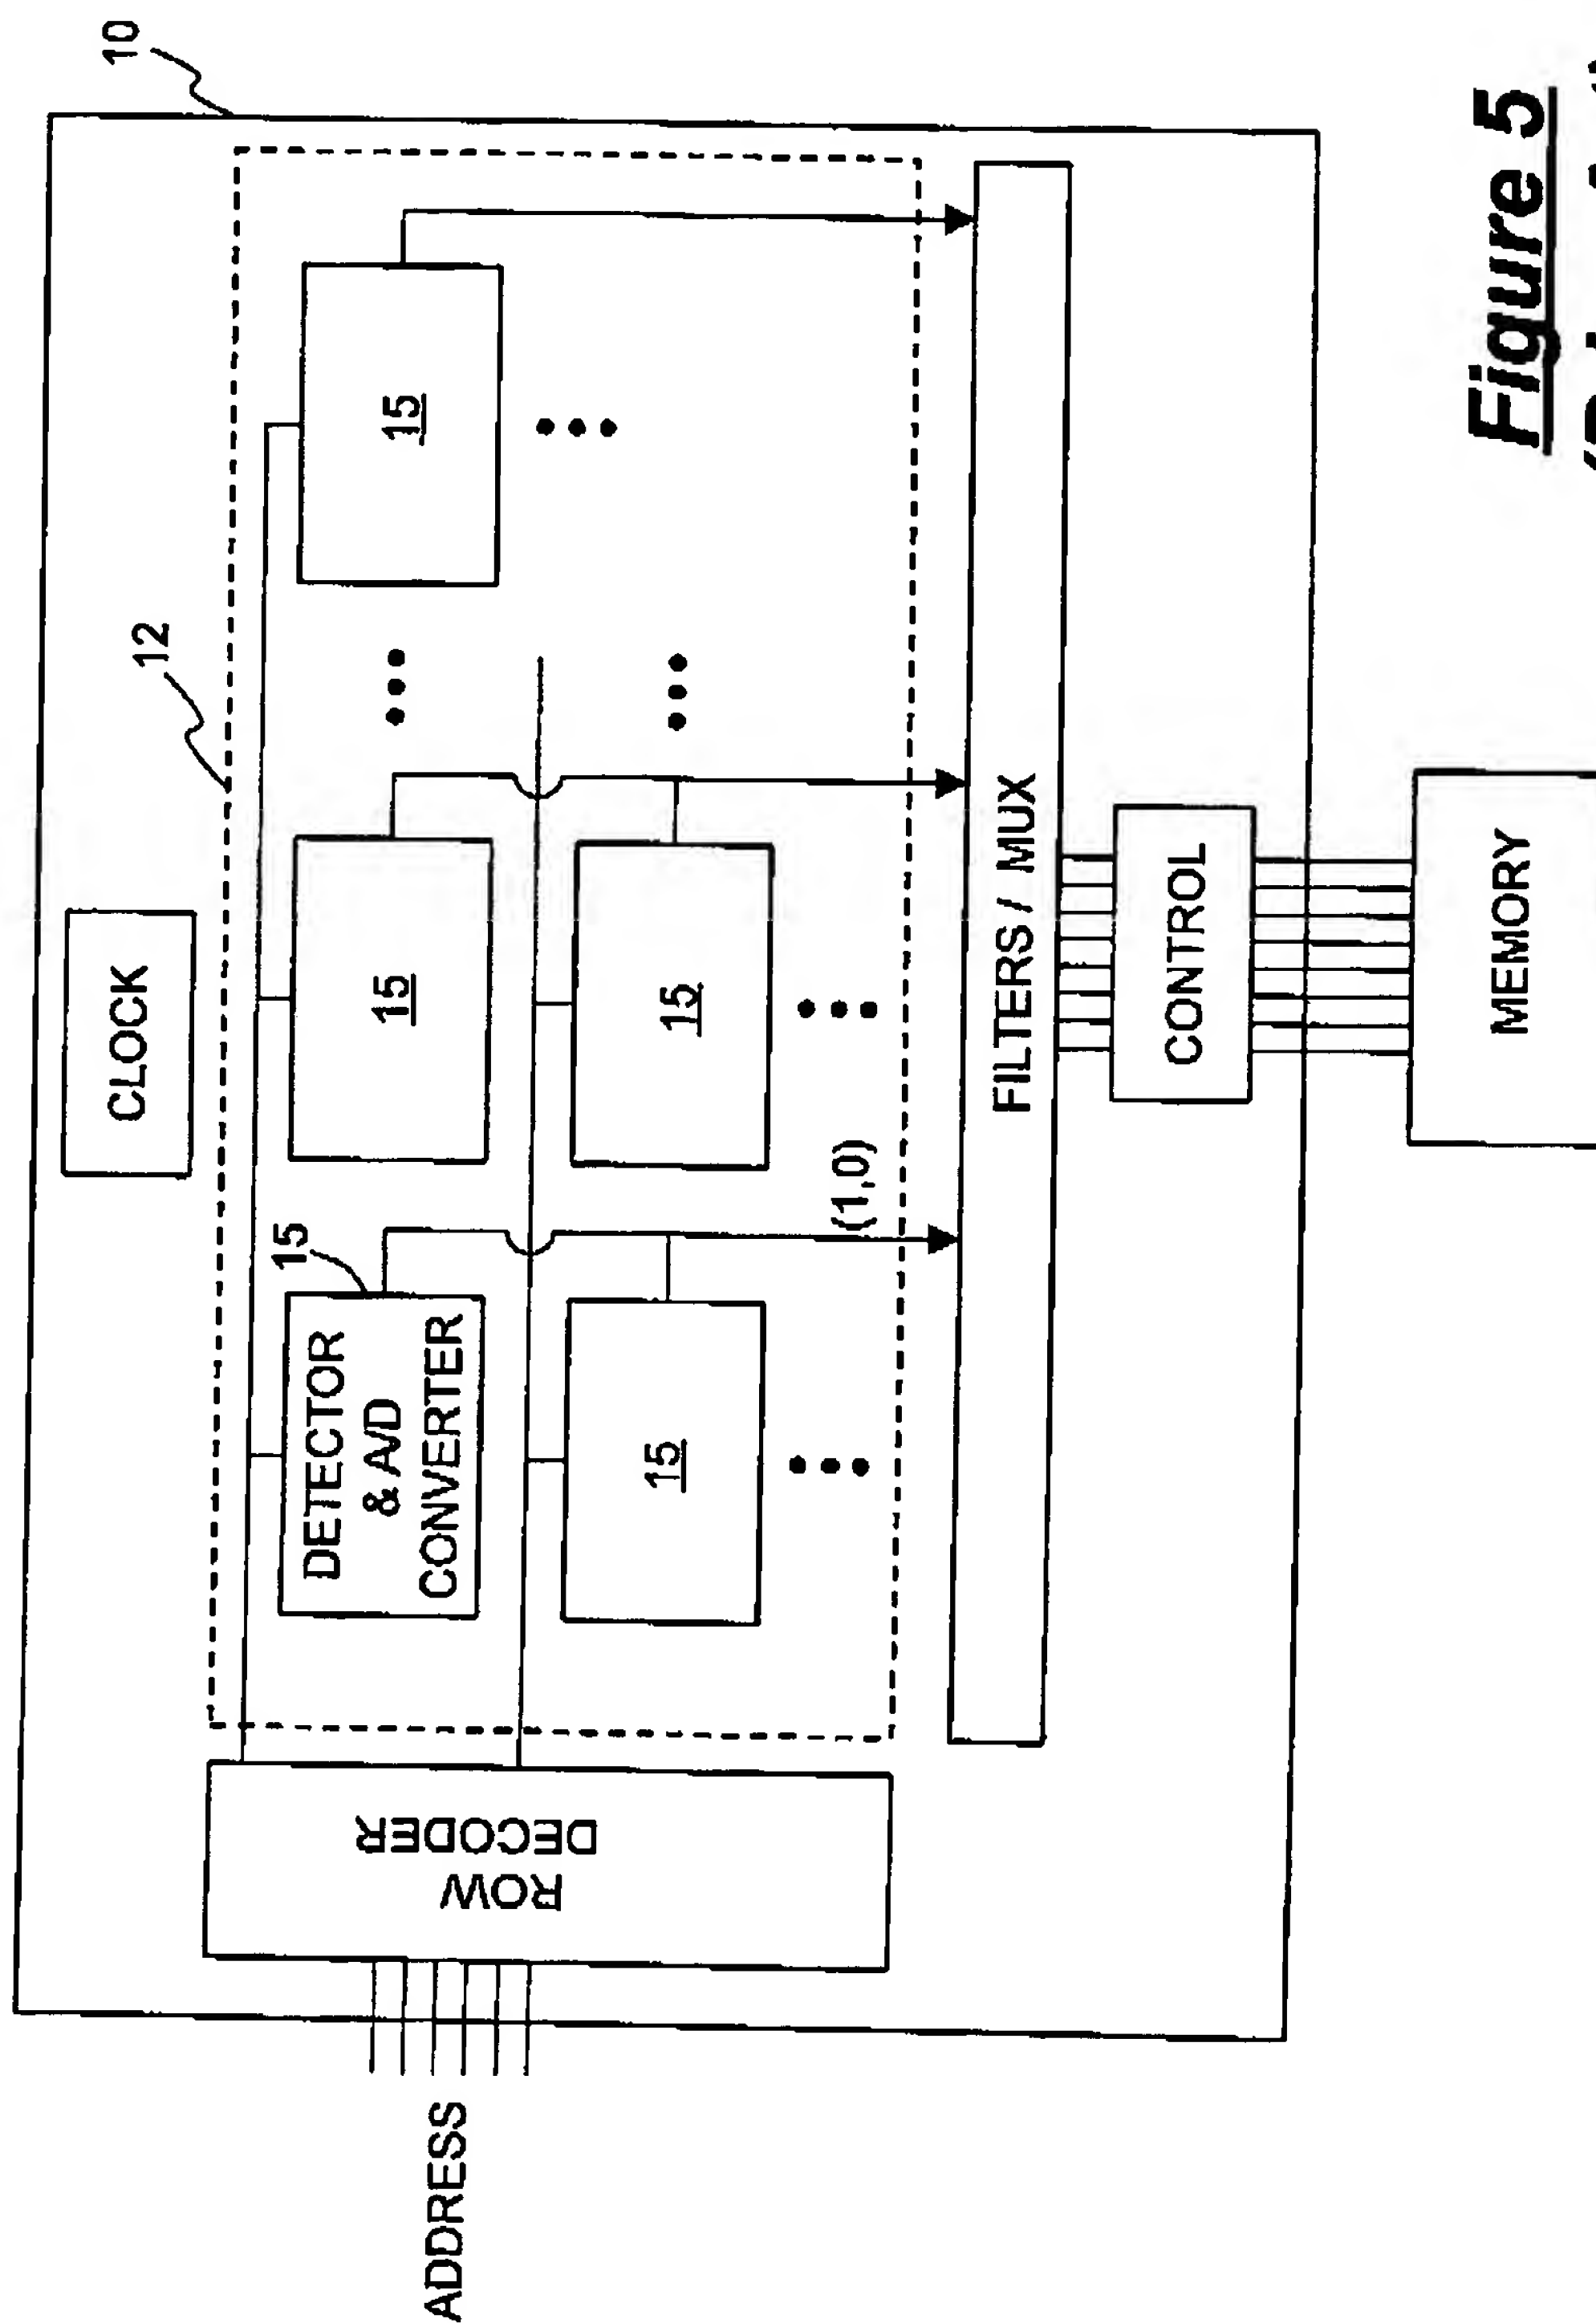 10
CLOCK
12
15
DETECTOR
& A/D
CONVERTER
15
15
15
15
(1,0)
ROW
DECODER
ADDRESS
FILTERS / MUX
CONTROL
MEMORY
Figure 5